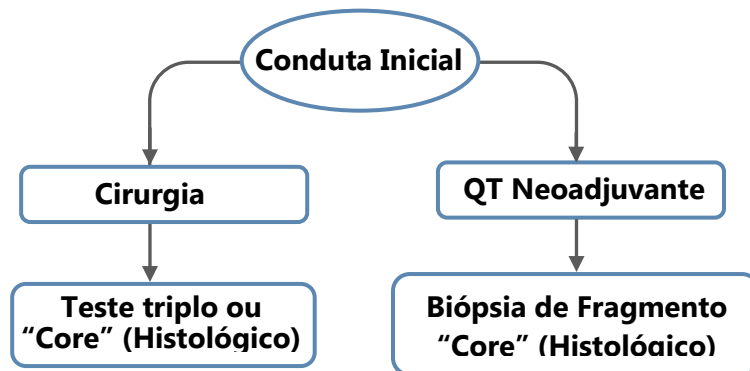 Conduta Inicial
Cirurgia
QT Neoadjuvante
Teste triplo ou
“Core” (Histológico)
Biópsia de Fragmento
“Core” (Histológico)